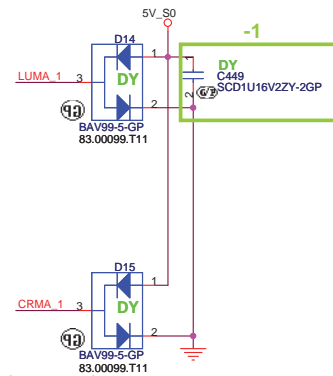 5V_S0
-1
D14
LUMA_1
3
1
DY
2
BAV99-5-GP
83.00099.T11
1
DY
C449
SCD1U16V2ZY-2GP
2
G/P
D15
CRMA_1
3
1
DY
2
BAV99-5-GP
83.00099.T11